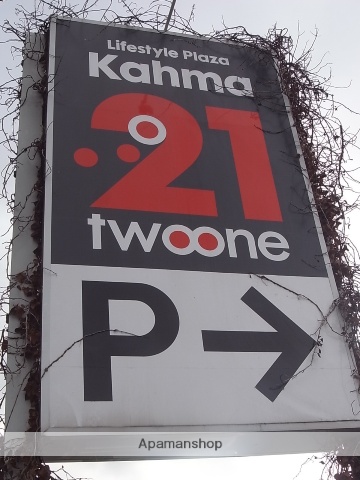 Lifestyle Plaza
Kahma
21
twoone
P →
Apamanshop